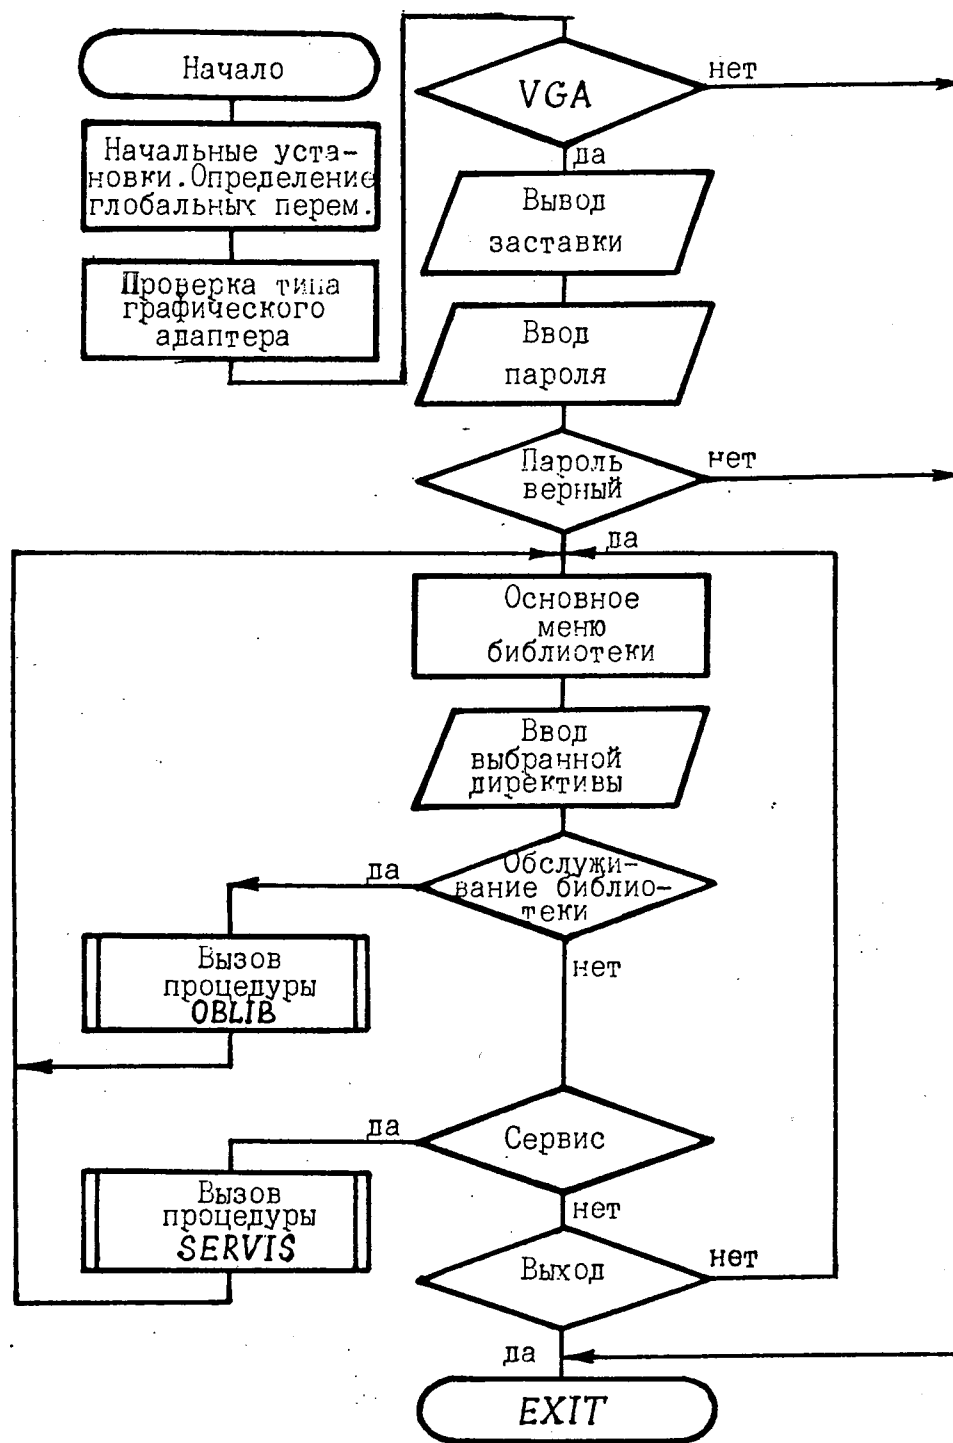 Начало
Начальные уста-
новки. Определение
глобальных перем.
Проверка типа
графического
адаптера
VGA
нет
да
Вывод
заставки
Ввод
пароля
Пароль
верный
нет
да
Основное
меню
библиотеки
Ввод
выбранной
директивы
Обслужи-
вание библио-
теки
да
нет
Вызов
процедуры
OBLIB
Сервис
да
нет
Вызов
процедуры
SERVIS
Выход
нет
да
EXIT